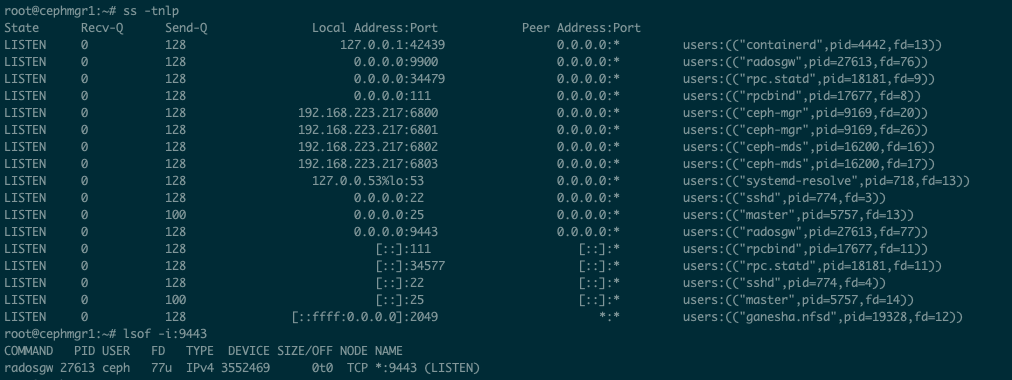 root@cephmgr1:~# ss -tnlp
State Recv-Q Send-Q Local Address:Port Peer Address:Port
LISTEN 0 128 127.0.0.1:42439 0.0.0.0:* users:(("containerd",pid=4442,fd=13))
LISTEN 0 128 0.0.0.0:9900 0.0.0.0:* users:(("radosgw",pid=27613,fd=76))
LISTEN 0 128 0.0.0.0:34479 0.0.0.0:* users:(("rpc.statd",pid=18181,fd=9))
LISTEN 0 128 0.0.0.0:111 0.0.0.0:* users:(("rpcbind",pid=17677,fd=8))
LISTEN 0 128 192.168.223.217:6800 0.0.0.0:* users:(("ceph-mgr",pid=9169,fd=20))
LISTEN 0 128 192.168.223.217:6801 0.0.0.0:* users:(("ceph-mgr",pid=9169,fd=26))
LISTEN 0 128 192.168.223.217:6802 0.0.0.0:* users:(("ceph-mds",pid=16200,fd=16))
LISTEN 0 128 192.168.223.217:6803 0.0.0.0:* users:(("ceph-mds",pid=16200,fd=17))
LISTEN 0 128 127.0.0.53%lo:53 0.0.0.0:* users:(("systemd-resolve",pid=718,fd=13))
LISTEN 0 128 0.0.0.0:22 0.0.0.0:* users:(("sshd",pid=774,fd=3))
LISTEN 0 100 0.0.0.0:25 0.0.0.0:* users:(("master",pid=5757,fd=13))
LISTEN 0 128 0.0.0.0:9443 0.0.0.0:* users:(("radosgw",pid=27613,fd=77))
LISTEN 0 128 [::]:111 [::]:* users:(("rpcbind",pid=17677,fd=11))
LISTEN 0 128 [::]:34577 [::]:* users:(("rpc.statd",pid=18181,fd=11))
LISTEN 0 128 [::]:22 [::]:* users:(("sshd",pid=774,fd=4))
LISTEN 0 100 [::]:25 [::]:* users:(("master",pid=5757,fd=14))
LISTEN 0 128 [::ffff:0.0.0.0]:2049 *:* users:(("ganesha.nfsd",pid=19328,fd=12))
root@cephmgr1:~# lsof -i:9443
COMMAND PID USER FD TYPE DEVICE SIZE/OFF NODE NAME
radosgw 27613 ceph 77u IPv4 3552469 0t0 TCP *:9443 (LISTEN)